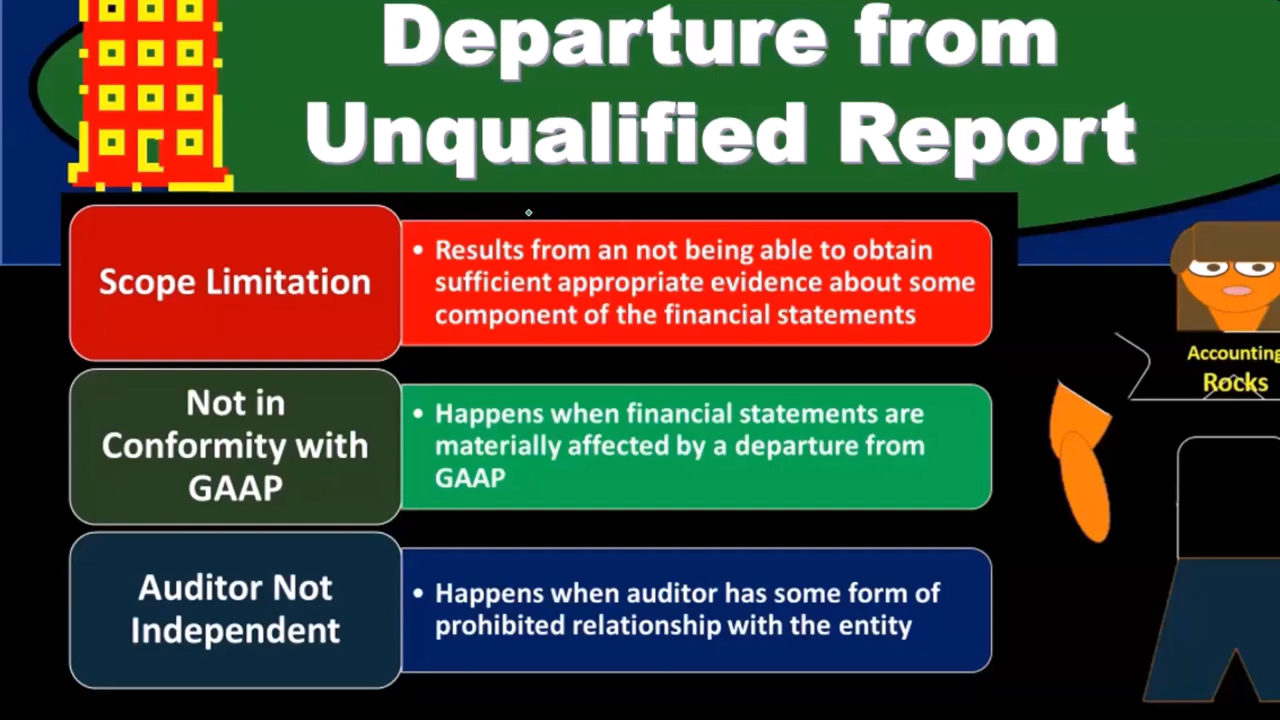 Departure from
Unqualified Report
Scope Limitation
• Results from an not being able to obtain
sufficient appropriate evidence about some
component of the financial statements
Not in
Conformity with
GAAP
• Happens when financial statements are
materially affected by a departure from
GAAP
Auditor Not
Independent
• Happens when auditor has some form of
prohibited relationship with the entity
Accounting
Rocks